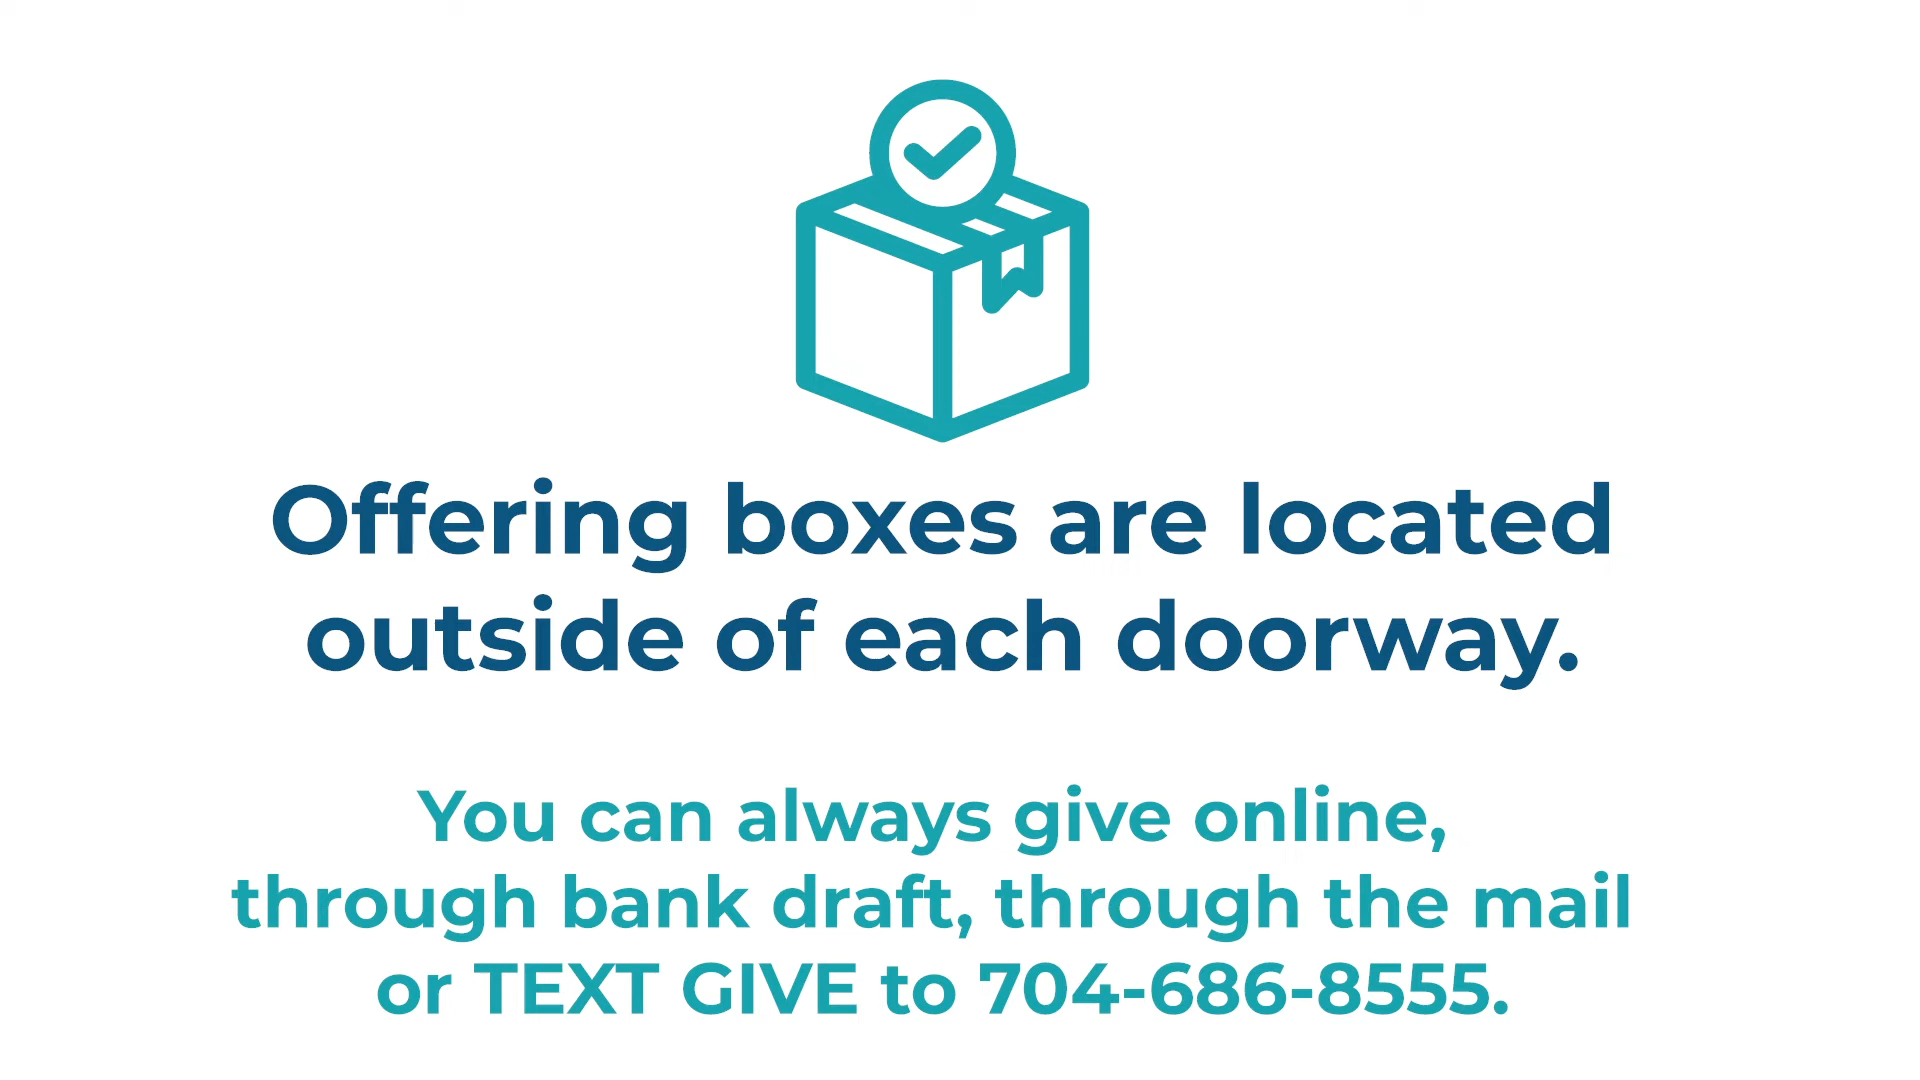 Offering boxes are located
outside of each doorway.
You can always give online,
through bank draft, through the mail
or TEXT GIVE to 704-686-8555.